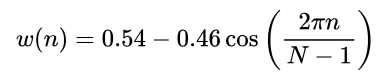 w(n) = 0.54 − 0.46 cos ( 2πn / N − 1 )